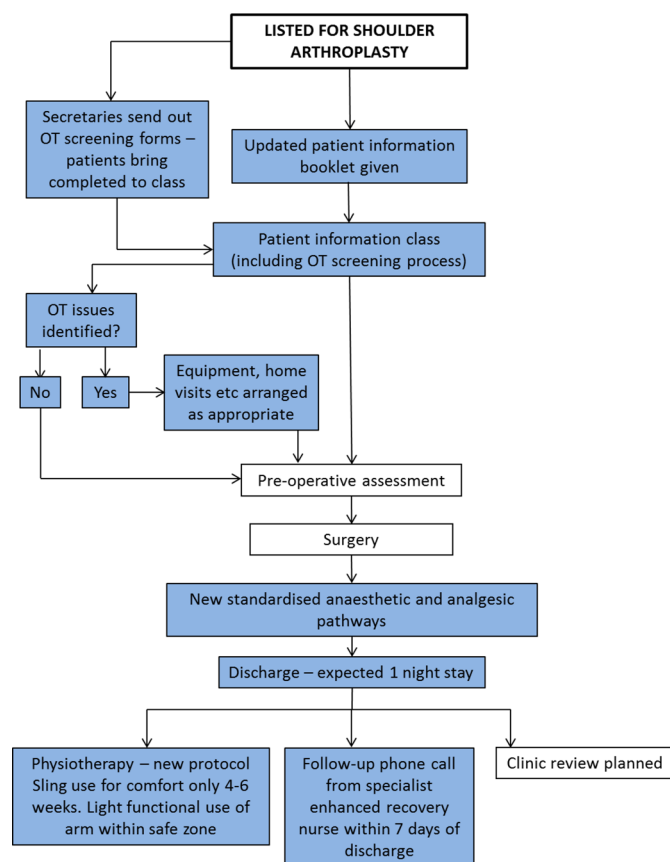 LISTED FOR SHOULDER
ARTHROPLASTY
Secretaries send out
OT screening forms –
patients bring
completed to class
Updated patient information
booklet given
Patient information class
(including OT screening process)
OT issues
identified?
No
Yes
Equipment, home
visits etc arranged
as appropriate
Pre-operative assessment
Surgery
New standardised anaesthetic and analgesic
pathways
Discharge – expected 1 night stay
Physiotherapy – new protocol
Sling use for comfort only 4-6
weeks. Light functional use of
arm within safe zone
Follow-up phone call
from specialist
enhanced recovery
nurse within 7 days of
discharge
Clinic review planned